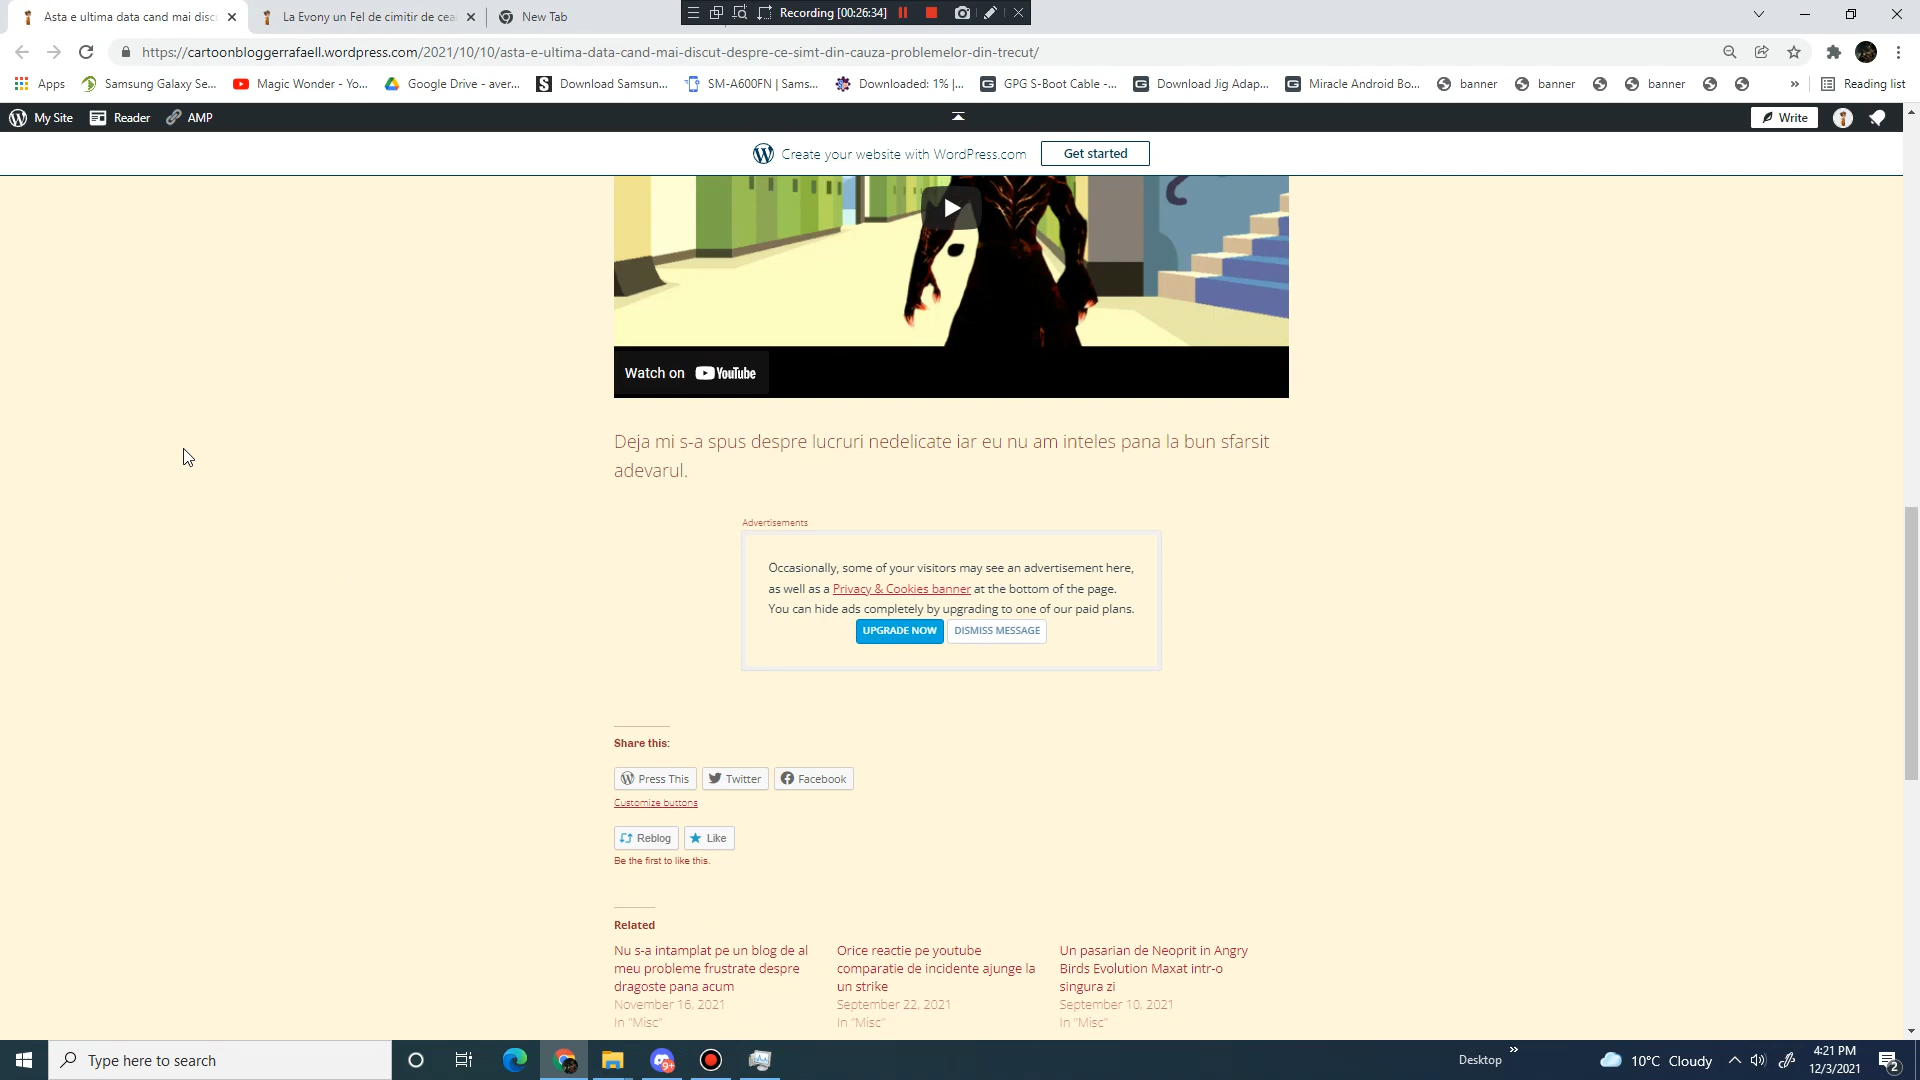 Asta e ultima data cand mai disc
La Evony un Fel de cimitir de cea
New Tab
Recording [00:26:34]
https://cartoonbloggerrafaell.wordpress.com/2021/10/10/asta-e-ultima-data-cand-mai-discut-despre-ce-simt-din-cauza-problemelor-din-trecut/
Apps
Samsung Galaxy Se...
Magic Wonder - Yo...
Google Drive - aver...
Download Samsun...
SM-A600FN | Sams...
Downloaded: 1% |...
GPG S-Boot Cable -...
Download Jig Adap...
Miracle Android Bo...
banner
banner
banner
»
Reading list
My Site
Reader
AMP
Write
Create your website with WordPress.com
Get started
Watch on YouTube
Deja mi s-a spus despre lucruri nedelicate iar eu nu am inteles pana la bun sfarsit
adevarul.
Advertisements
Occasionally, some of your visitors may see an advertisement here,
as well as a Privacy & Cookies banner at the bottom of the page.
You can hide ads completely by upgrading to one of our paid plans.
UPGRADE NOW
DISMISS MESSAGE
Share this:
Press This
Twitter
Facebook
Customize buttons
Reblog
Like
Be the first to like this.
Related
Nu s-a intamplat pe un blog de al
meu probleme frustrate despre
dragoste pana acum
November 16, 2021
In "Misc"
Orice reactie pe youtube
comparatie de incidente ajunge la
un strike
September 22, 2021
In "Misc"
Un pasarian de Neoprit in Angry
Birds Evolution Maxat intr-o
singura zi
September 10, 2021
In "Misc"
Type here to search
9+
Desktop
»
10°C Cloudy
4:21 PM
12/3/2021
2